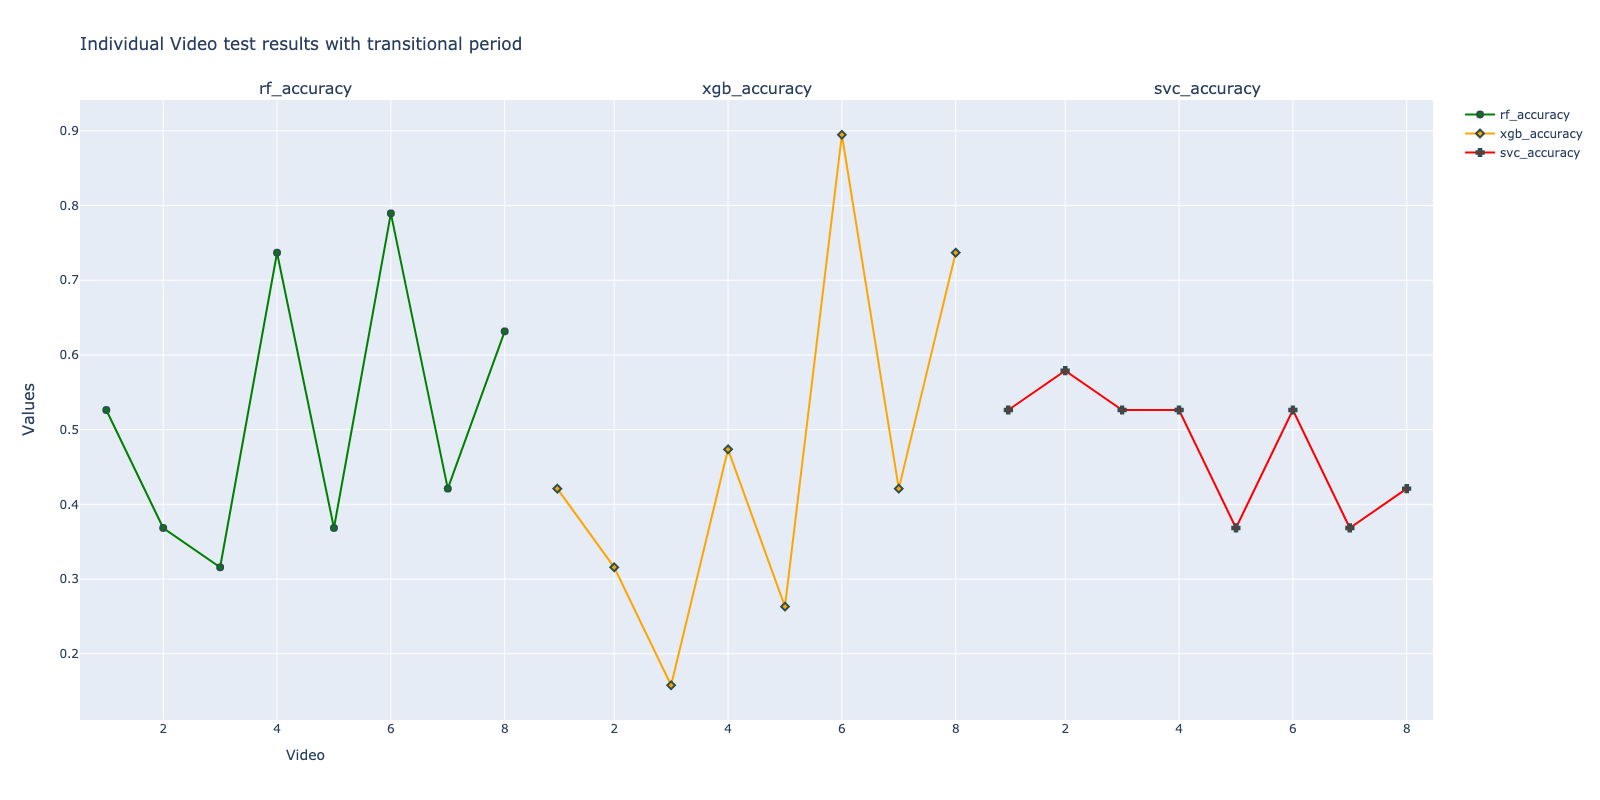 Individual Video test results with transitional period
rf_accuracy
xgb_accuracy
svc_accuracy
rf_accuracy
xgb_accuracy
svc_accuracy
0.9
0.8
0.7
0.6
0.5
0.4
0.3
0.2
Values
2 4 6 8
2 4 6 8
2 4 6 8
Video